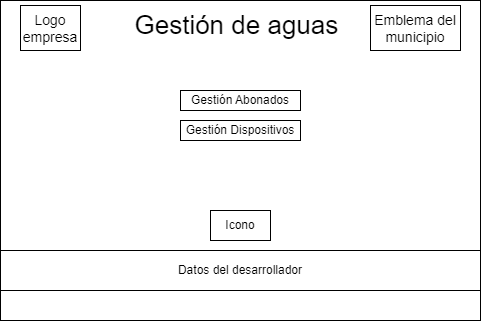 Logo
empresa
Gestión de aguas
Emblema del
municipio
Gestión Abonados
Gestión Dispositivos
Icono
Datos del desarrollador